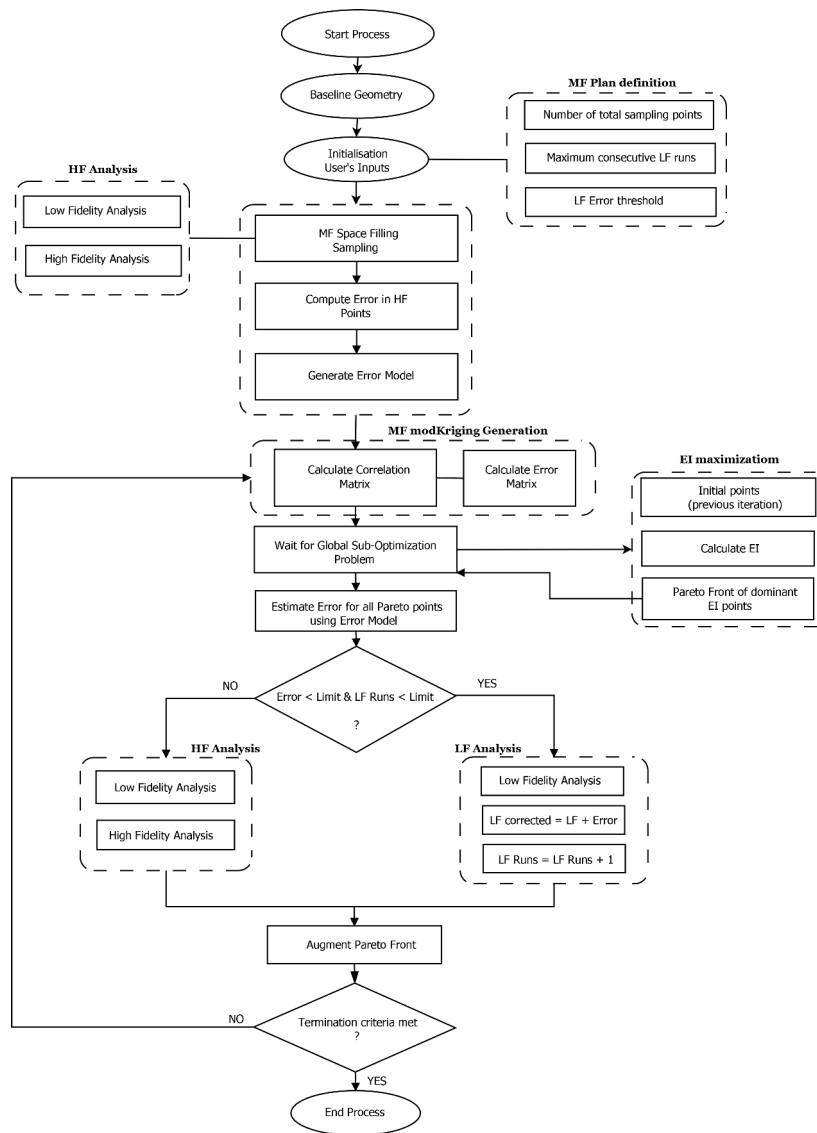 Start Process
Baseline Geometry
Initialisation
User's Inputs
MF Plan definition
Number of total sampling points
Maximum consecutive LF runs
LF Error threshold
HF Analysis
Low Fidelity Analysis
High Fidelity Analysis
MF Space Filling
Sampling
Compute Error in HF
Points
Generate Error Model
MF modKriging Generation
Calculate Correlation
Matrix
Calculate Error
Matrix
EI maximizatiom
Initial points
(previous iteration)
Calculate EI
Pareto Front of dominant
EI points
Wait for Global Sub-Optimization
Problem
Estimate Error for all Pareto points
using Error Model
NO
Error < Limit & LF Runs < Limit
?
YES
HF Analysis
Low Fidelity Analysis
High Fidelity Analysis
LF Analysis
Low Fidelity Analysis
LF corrected = LF + Error
LF Runs = LF Runs + 1
Augment Pareto Front
NO
Termination criteria met
?
YES
End Process